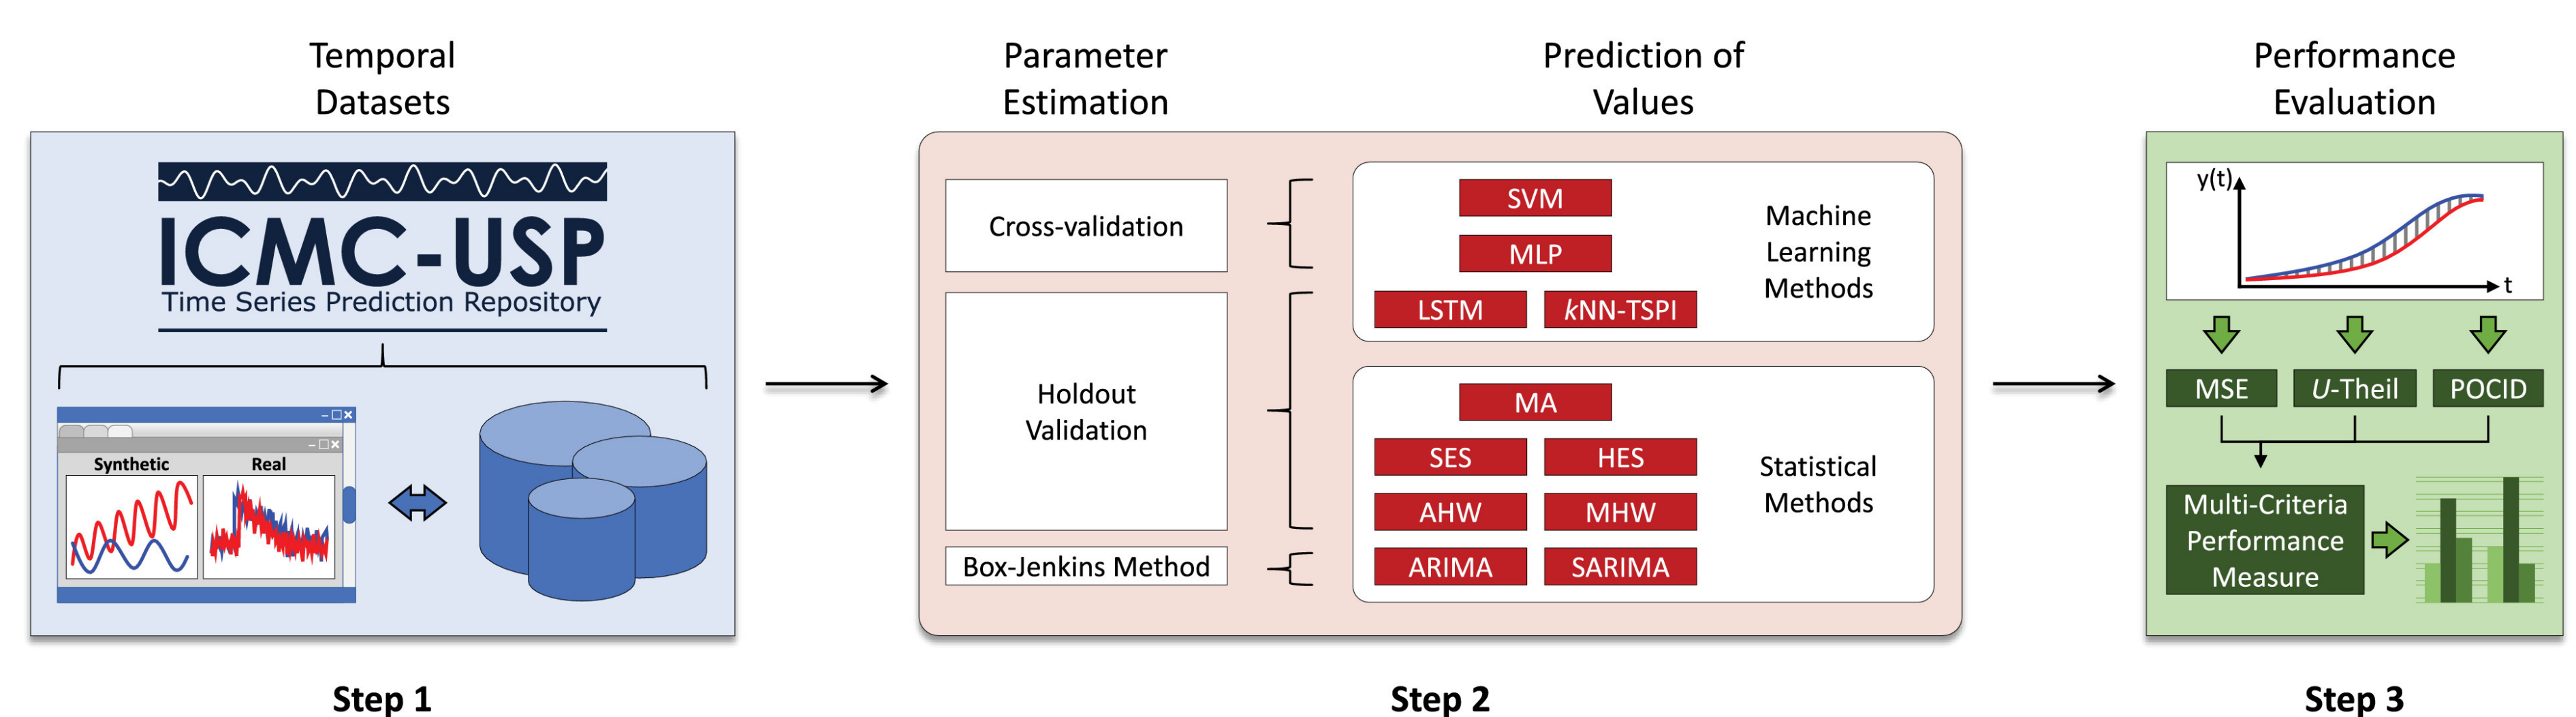 Temporal
Datasets
ICMC-USP
Time Series Prediction Repository
Synthetic
Real
Step 1
Parameter
Estimation
Cross-validation
Holdout
Validation
Box-Jenkins Method
Prediction of
Values
SVM
MLP
LSTM
kNN-TSPI
Machine
Learning
Methods
MA
SES
HES
AHW
MHW
ARIMA
SARIMA
Statistical
Methods
Step 2
Performance
Evaluation
y(t)
t
MSE
U-Theil
POCID
Multi-Criteria
Performance
Measure
Step 3